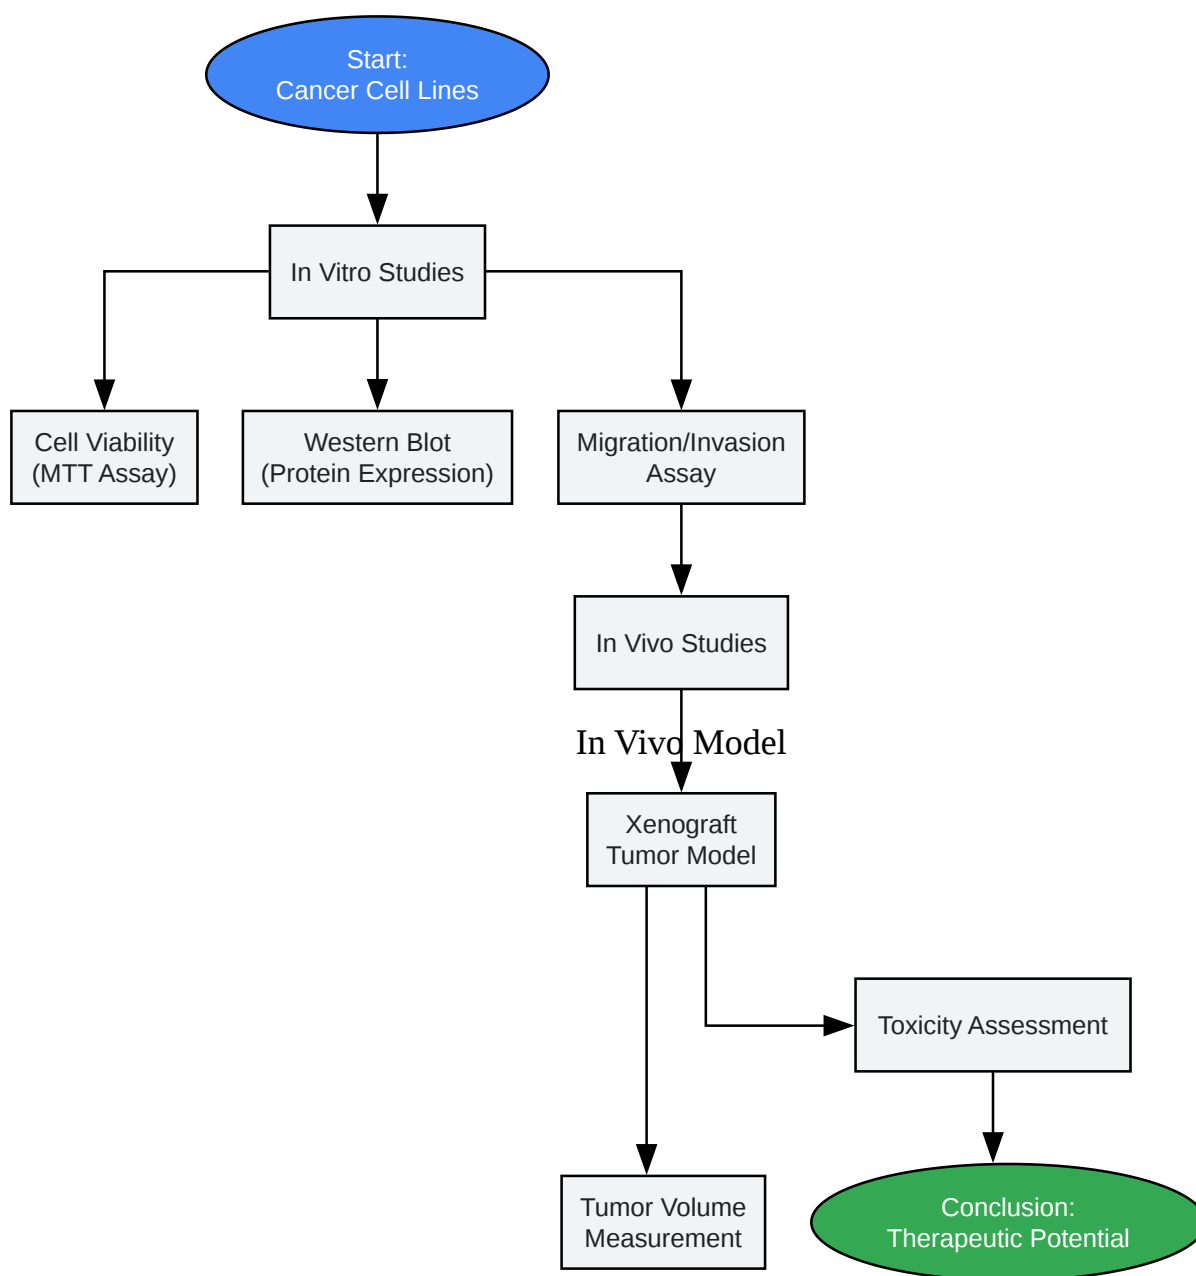 Start:
Cancer Cell Lines
In Vitro Studies
Cell Viability
(MTT Assay)
Western Blot
(Protein Expression)
Migration/Invasion
Assay
In Vivo Studies
In Vivo Model
Xenograft
Tumor Model
Toxicity Assessment
Tumor Volume
Measurement
Conclusion:
Therapeutic Potential